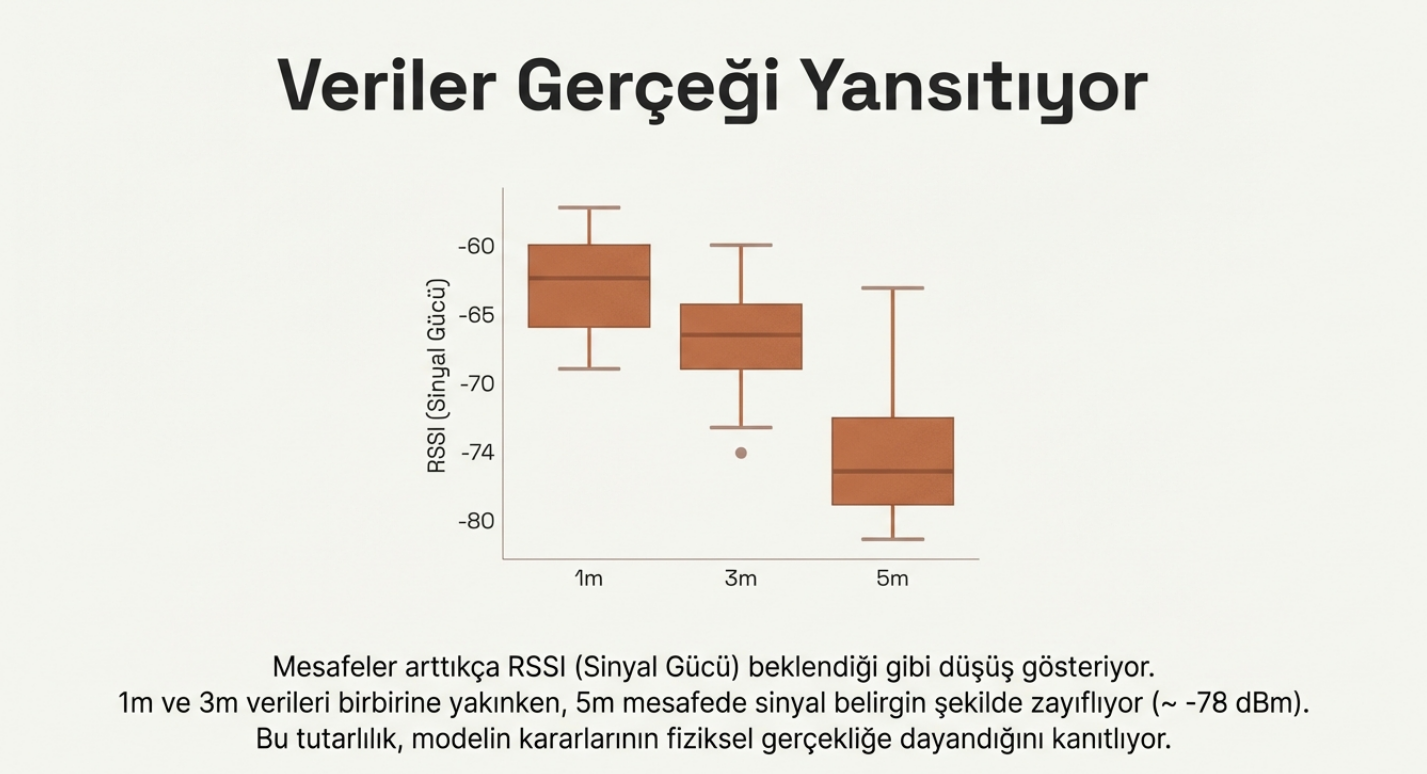 Veriler Gerçeği Yansıtıyor
RSSI (Sinyal Gücü)
-60
-65
-70
-74
-80
1m 3m 5m
Mesafeler arttıkça RSSI (Sinyal Gücü) beklendiği gibi düşüş gösteriyor.
1m ve 3m verileri birbirine yakınken, 5m mesafede sinyal belirgin şekilde zayıflıyor (~ -78 dBm).
Bu tutarlılık, modelin kararlarının fiziksel gerçekliğe dayandığını kanıtlıyor.